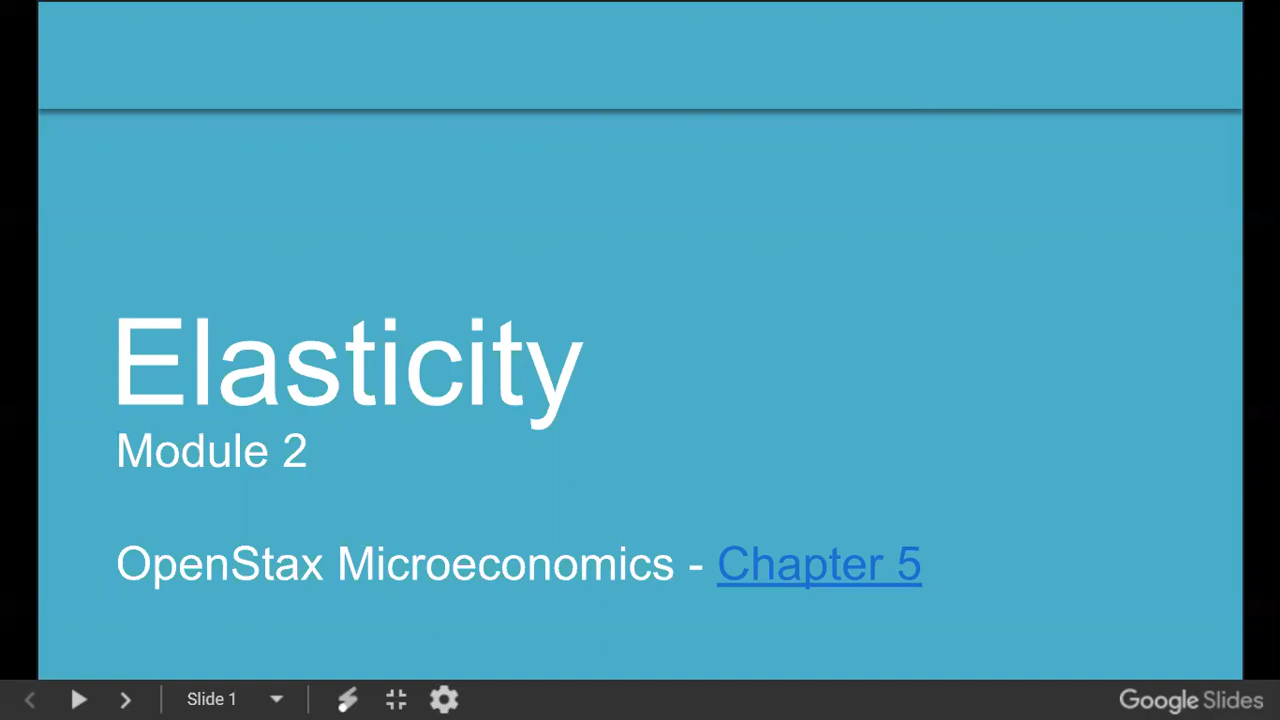 Elasticity
Module 2
OpenStax Microeconomics - Chapter 5
Slide 1
Google Slides